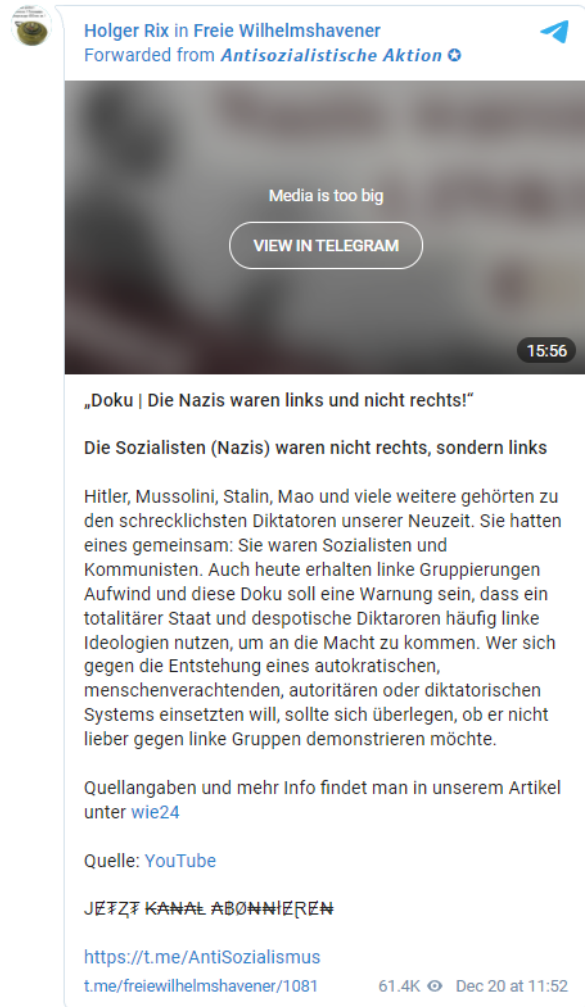 Holger Rix in Freie Wilhelmshavener
Forwarded from Antisozialistische Aktion ✪
Media is too big
VIEW IN TELEGRAM
15:56
„Doku | Die Nazis waren links und nicht rechts!“
Die Sozialisten (Nazis) waren nicht rechts, sondern links
Hitler, Mussolini, Stalin, Mao und viele weitere gehörten zu
den schrecklichsten Diktatoren unserer Neuzeit. Sie hatten
eines gemeinsam: Sie waren Sozialisten und
Kommunisten. Auch heute erhalten linke Gruppierungen
Aufwind und diese Doku soll eine Warnung sein, dass ein
totalitärer Staat und despotische Diktaroren häufig linke
Ideologien nutzen, um an die Macht zu kommen. Wer sich
gegen die Entstehung eines autokratischen,
menschenverachtenden, autoritären oder diktatorischen
Systems einsetzten will, sollte sich überlegen, ob er nicht
lieber gegen linke Gruppen demonstrieren möchte.
Quellangaben und mehr Info findet man in unserem Artikel
unter wie24
Quelle: YouTube
JɆ₮Ⱬ₮ ₭₳₦₳Ⱡ ₳฿Ø₦₦łɆⱤɆ₦
https://t.me/AntiSozialismus
t.me/freiewilhelmshavener/1081 61.4K Dec 20 at 11:52